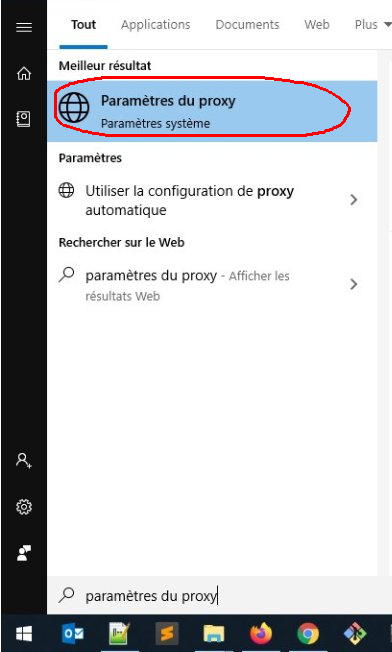 Tout Applications Documents Web Plus
Meilleur résultat
Paramètres du proxy
Paramètres système
Paramètres
Utiliser la configuration de proxy
automatique
Rechercher sur le Web
paramètres du proxy - Afficher les
résultats Web
paramètres du proxy